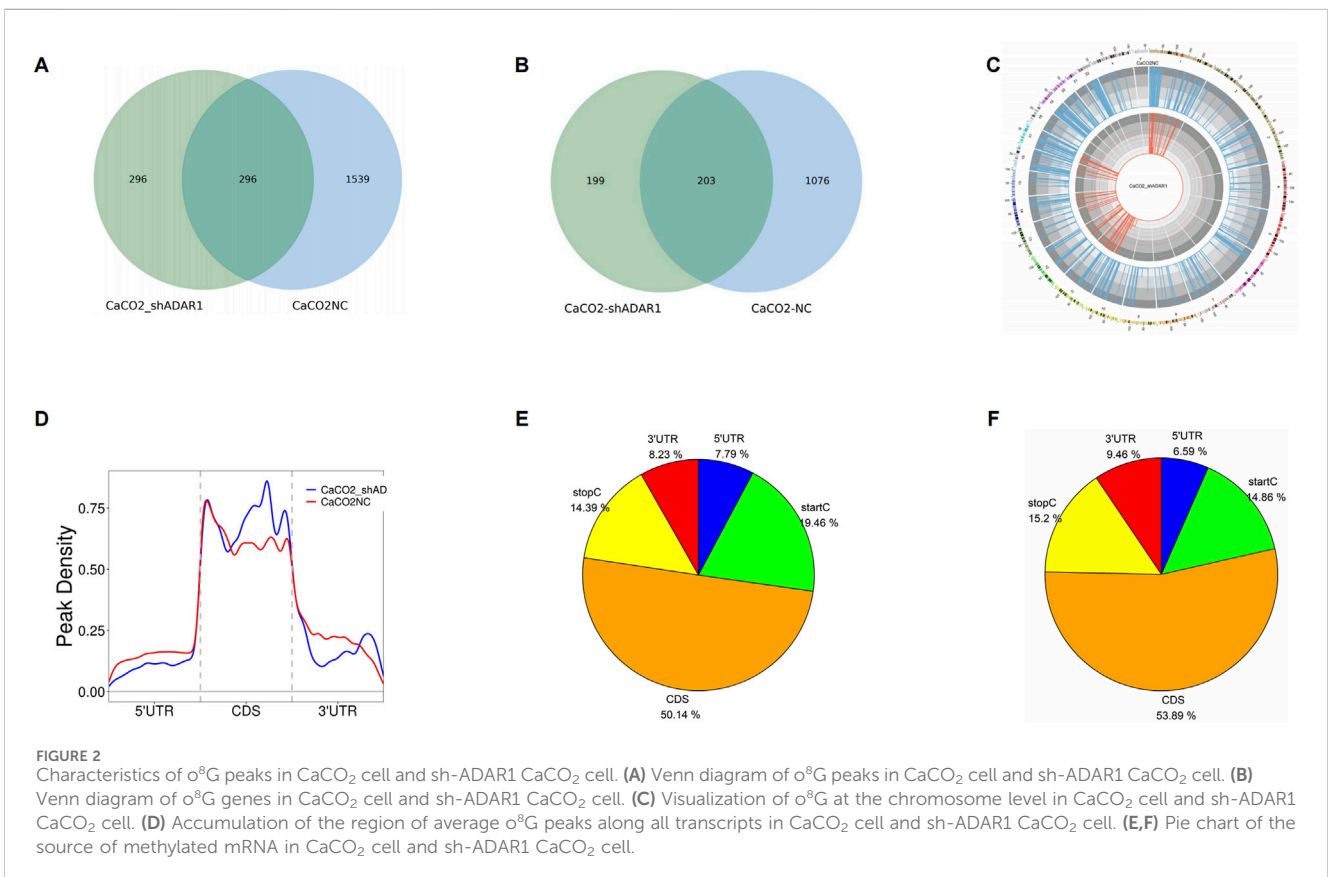 A
296
296
1539
CaCO2_shADAR1
CaCO2NC
B
199
203
1076
CaCO2-shADAR1
CaCO2-NC
C
CaCO2NC
CaCO2_shADAR1
D
Peak Density
0.75
0.50
0.25
0.00
CaCO2_shAD
CaCO2NC
5'UTR
CDS
3'UTR
E
3'UTR
8.23 %
5'UTR
7.79 %
stopC
14.39 %
startC
19.46 %
CDS
50.14 %
F
3'UTR
9.46 %
5'UTR
6.59 %
startC
14.86 %
stopC
15.2 %
CDS
53.89 %
FIGURE 2
Characteristics of o⁸G peaks in CaCO₂ cell and sh-ADAR1 CaCO₂ cell. (A) Venn diagram of o⁸G peaks in CaCO₂ cell and sh-ADAR1 CaCO₂ cell. (B)
Venn diagram of o⁸G genes in CaCO₂ cell and sh-ADAR1 CaCO₂ cell. (C) Visualization of o⁸G at the chromosome level in CaCO₂ cell and sh-ADAR1
CaCO₂ cell. (D) Accumulation of the region of average o⁸G peaks along all transcripts in CaCO₂ cell and sh-ADAR1 CaCO₂ cell. (E,F) Pie chart of the
source of methylated mRNA in CaCO₂ cell and sh-ADAR1 CaCO₂ cell.